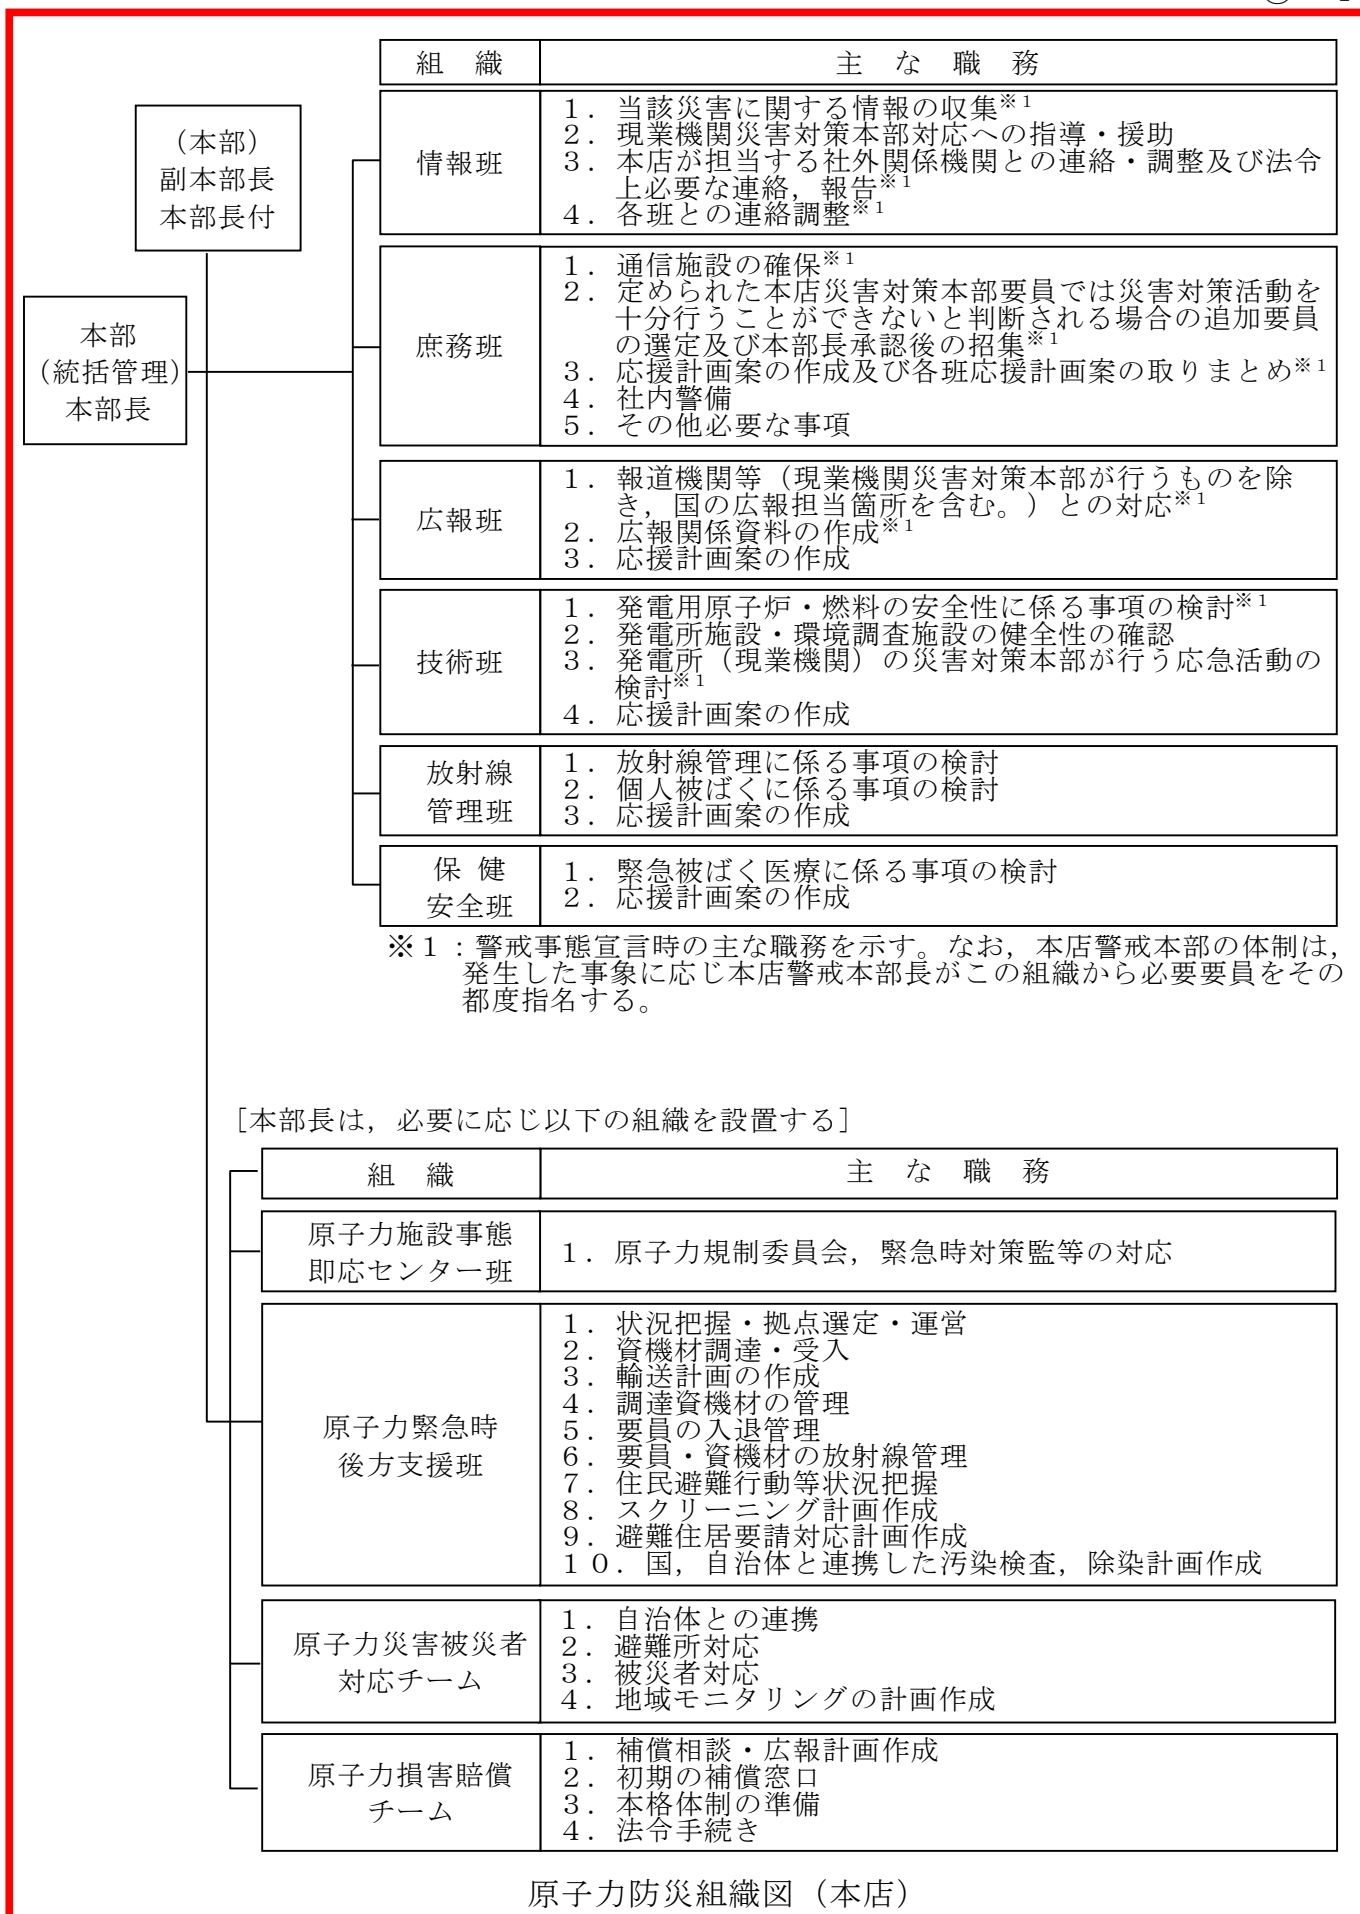 組　織　主　な　職　務
（本部）
副本部長
本部長付
本部
（統括管理）
本部長
情報班
１．当該災害に関する情報の収集※１
２．現業機関災害対策本部対応への指導・援助
３．本店が担当する社外関係機関との連絡・調整及び法令
上必要な連絡，報告※１
４．各班との連絡調整※１
庶務班
１．通信施設の確保※１
２．定められた本店災害対策本部要員では災害対策活動を
十分行うことができないと判断される場合の追加要員
の選定及び本部長承認後の招集※１
３．応援計画案の作成及び各班応援計画案の取りまとめ※１
４．社内警備
５．その他必要な事項
広報班
１．報道機関等（現業機関災害対策本部が行うものを除
き，国の広報担当箇所を含む。）との対応※１
２．広報関係資料の作成※１
３．応援計画案の作成
技術班
１．発電用原子炉・燃料の安全性に係る事項の検討※１
２．発電所施設・環境調査施設の健全性の確認
３．発電所（現業機関）の災害対策本部が行う応急活動の
検討※１
４．応援計画案の作成
放射線
管理班
１．放射線管理に係る事項の検討
２．個人被ばくに係る事項の検討
３．応援計画案の作成
保 健
安全班
１．緊急被ばく医療に係る事項の検討
２．応援計画案の作成
※１：警戒事態宣言時の主な職務を示す。なお，本店警戒本部の体制は，
発生した事象に応じ本店警戒本部長がこの組織から必要要員をその
都度指名する。
［本部長は，必要に応じ以下の組織を設置する］
組　織　主　な　職　務
原子力施設事態
即応センター班
１．原子力規制委員会，緊急時対策監等の対応
原子力緊急時
後方支援班
１．状況把握・拠点選定・運営
２．資機材調達・受入
３．輸送計画の作成
４．調達資機材の管理
５．要員の入退管理
６．要員・資機材の放射線管理
７．住民避難行動等状況把握
８．スクリーニング計画作成
９．避難住居要請対応計画作成
１０．国，自治体と連携した汚染検査，除染計画作成
原子力災害被災者
対応チーム
１．自治体との連携
２．避難所対応
３．被災者対応
４．地域モニタリングの計画作成
原子力損害賠償
チーム
１．補償相談・広報計画作成
２．初期の補償窓口
３．本格体制の準備
４．法令手続き
原子力防災組織図（本店）